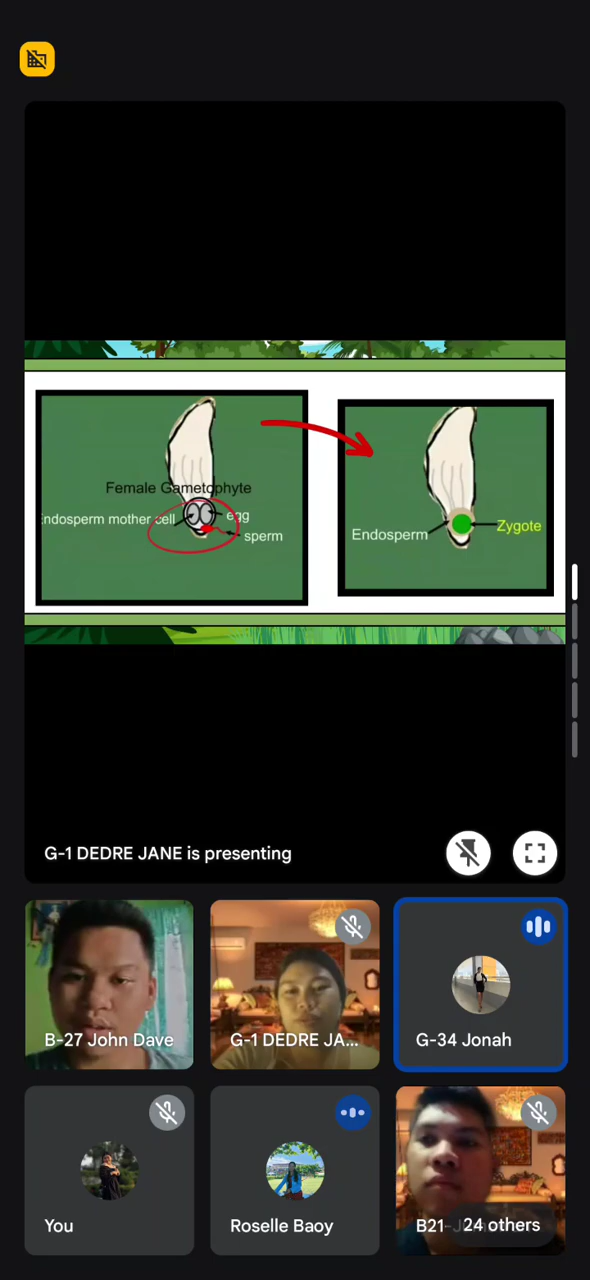 Female Gametophyte
ndosperm mother cell
egg
sperm
Endosperm
Zygote
G-1 DEDRE JANE is presenting
B-27 John Dave
G-1 DEDRE JA...
G-34 Jonah
You
Roselle Baoy
B21
24 others